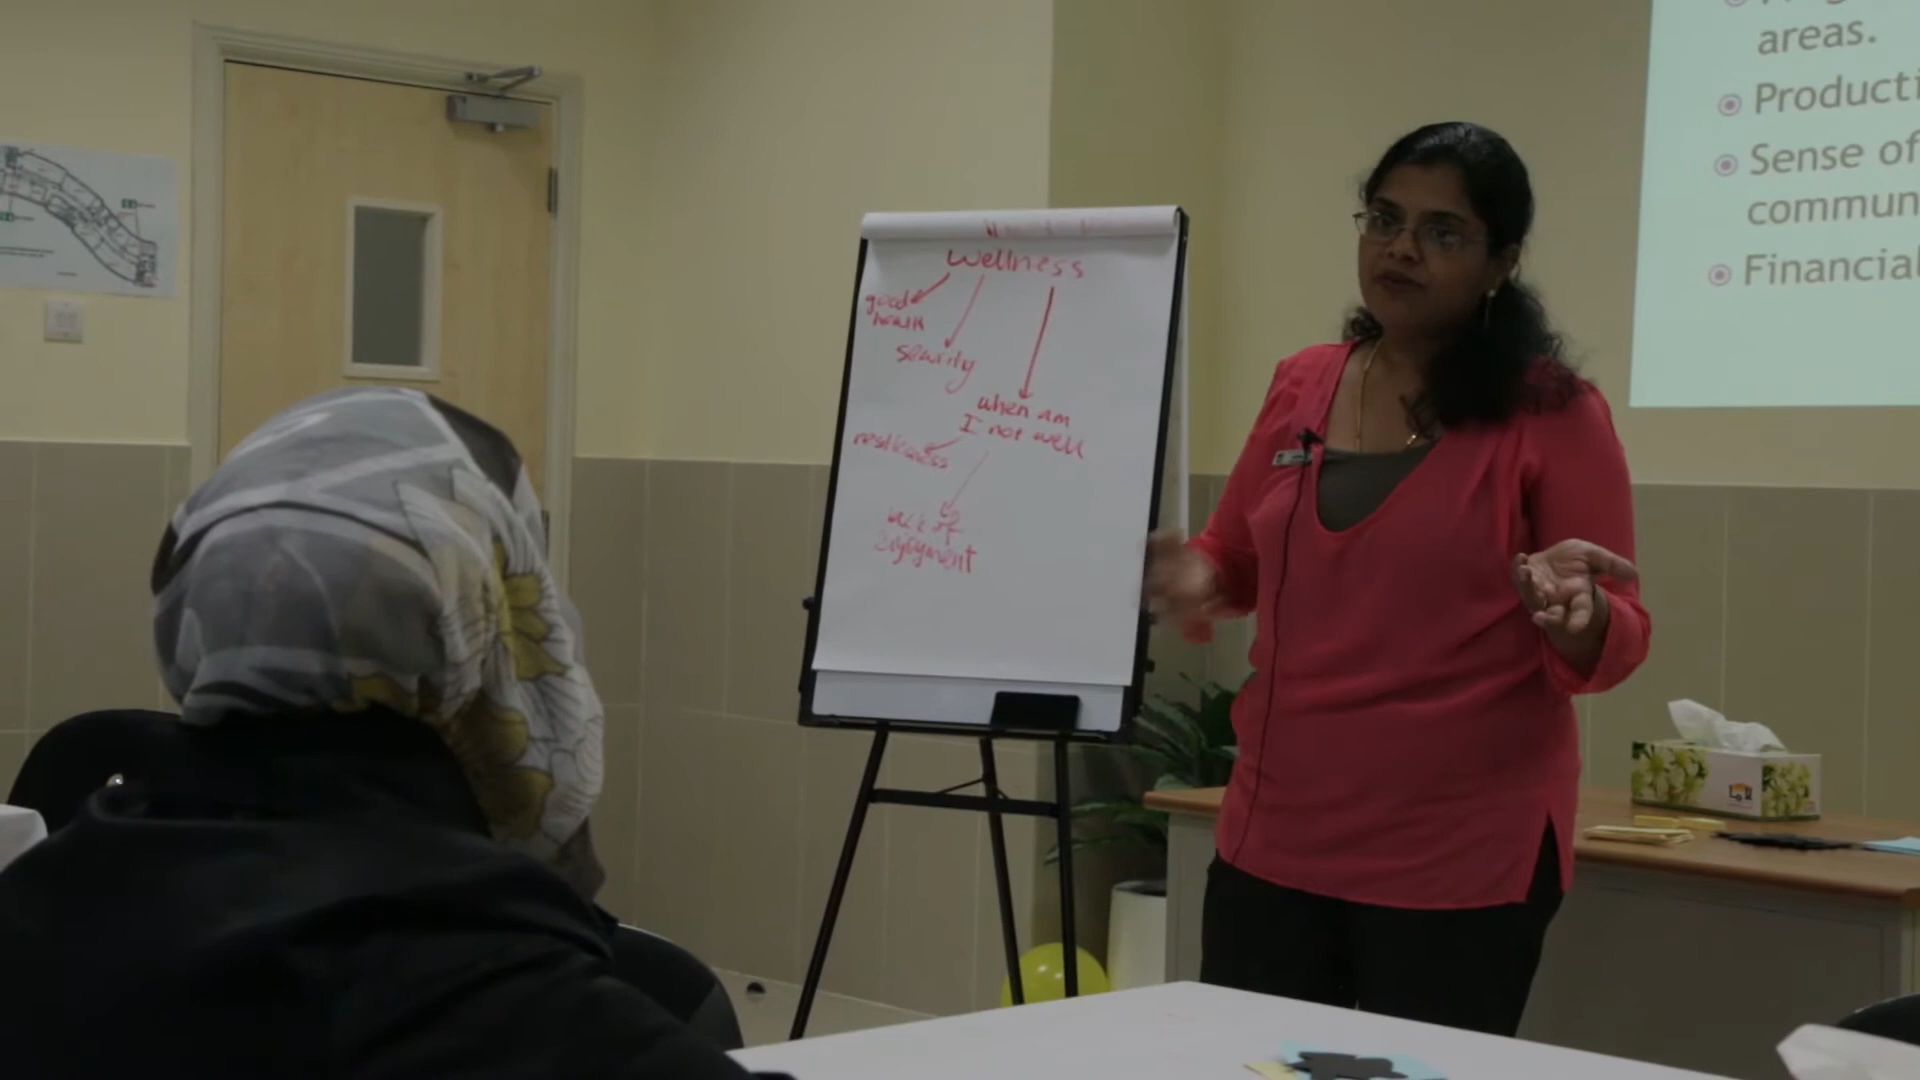 wellness
good
health
security
when am
I not well
restlessness
lack of
enjoyment
areas.
Producti
Sense of
commun
Financial